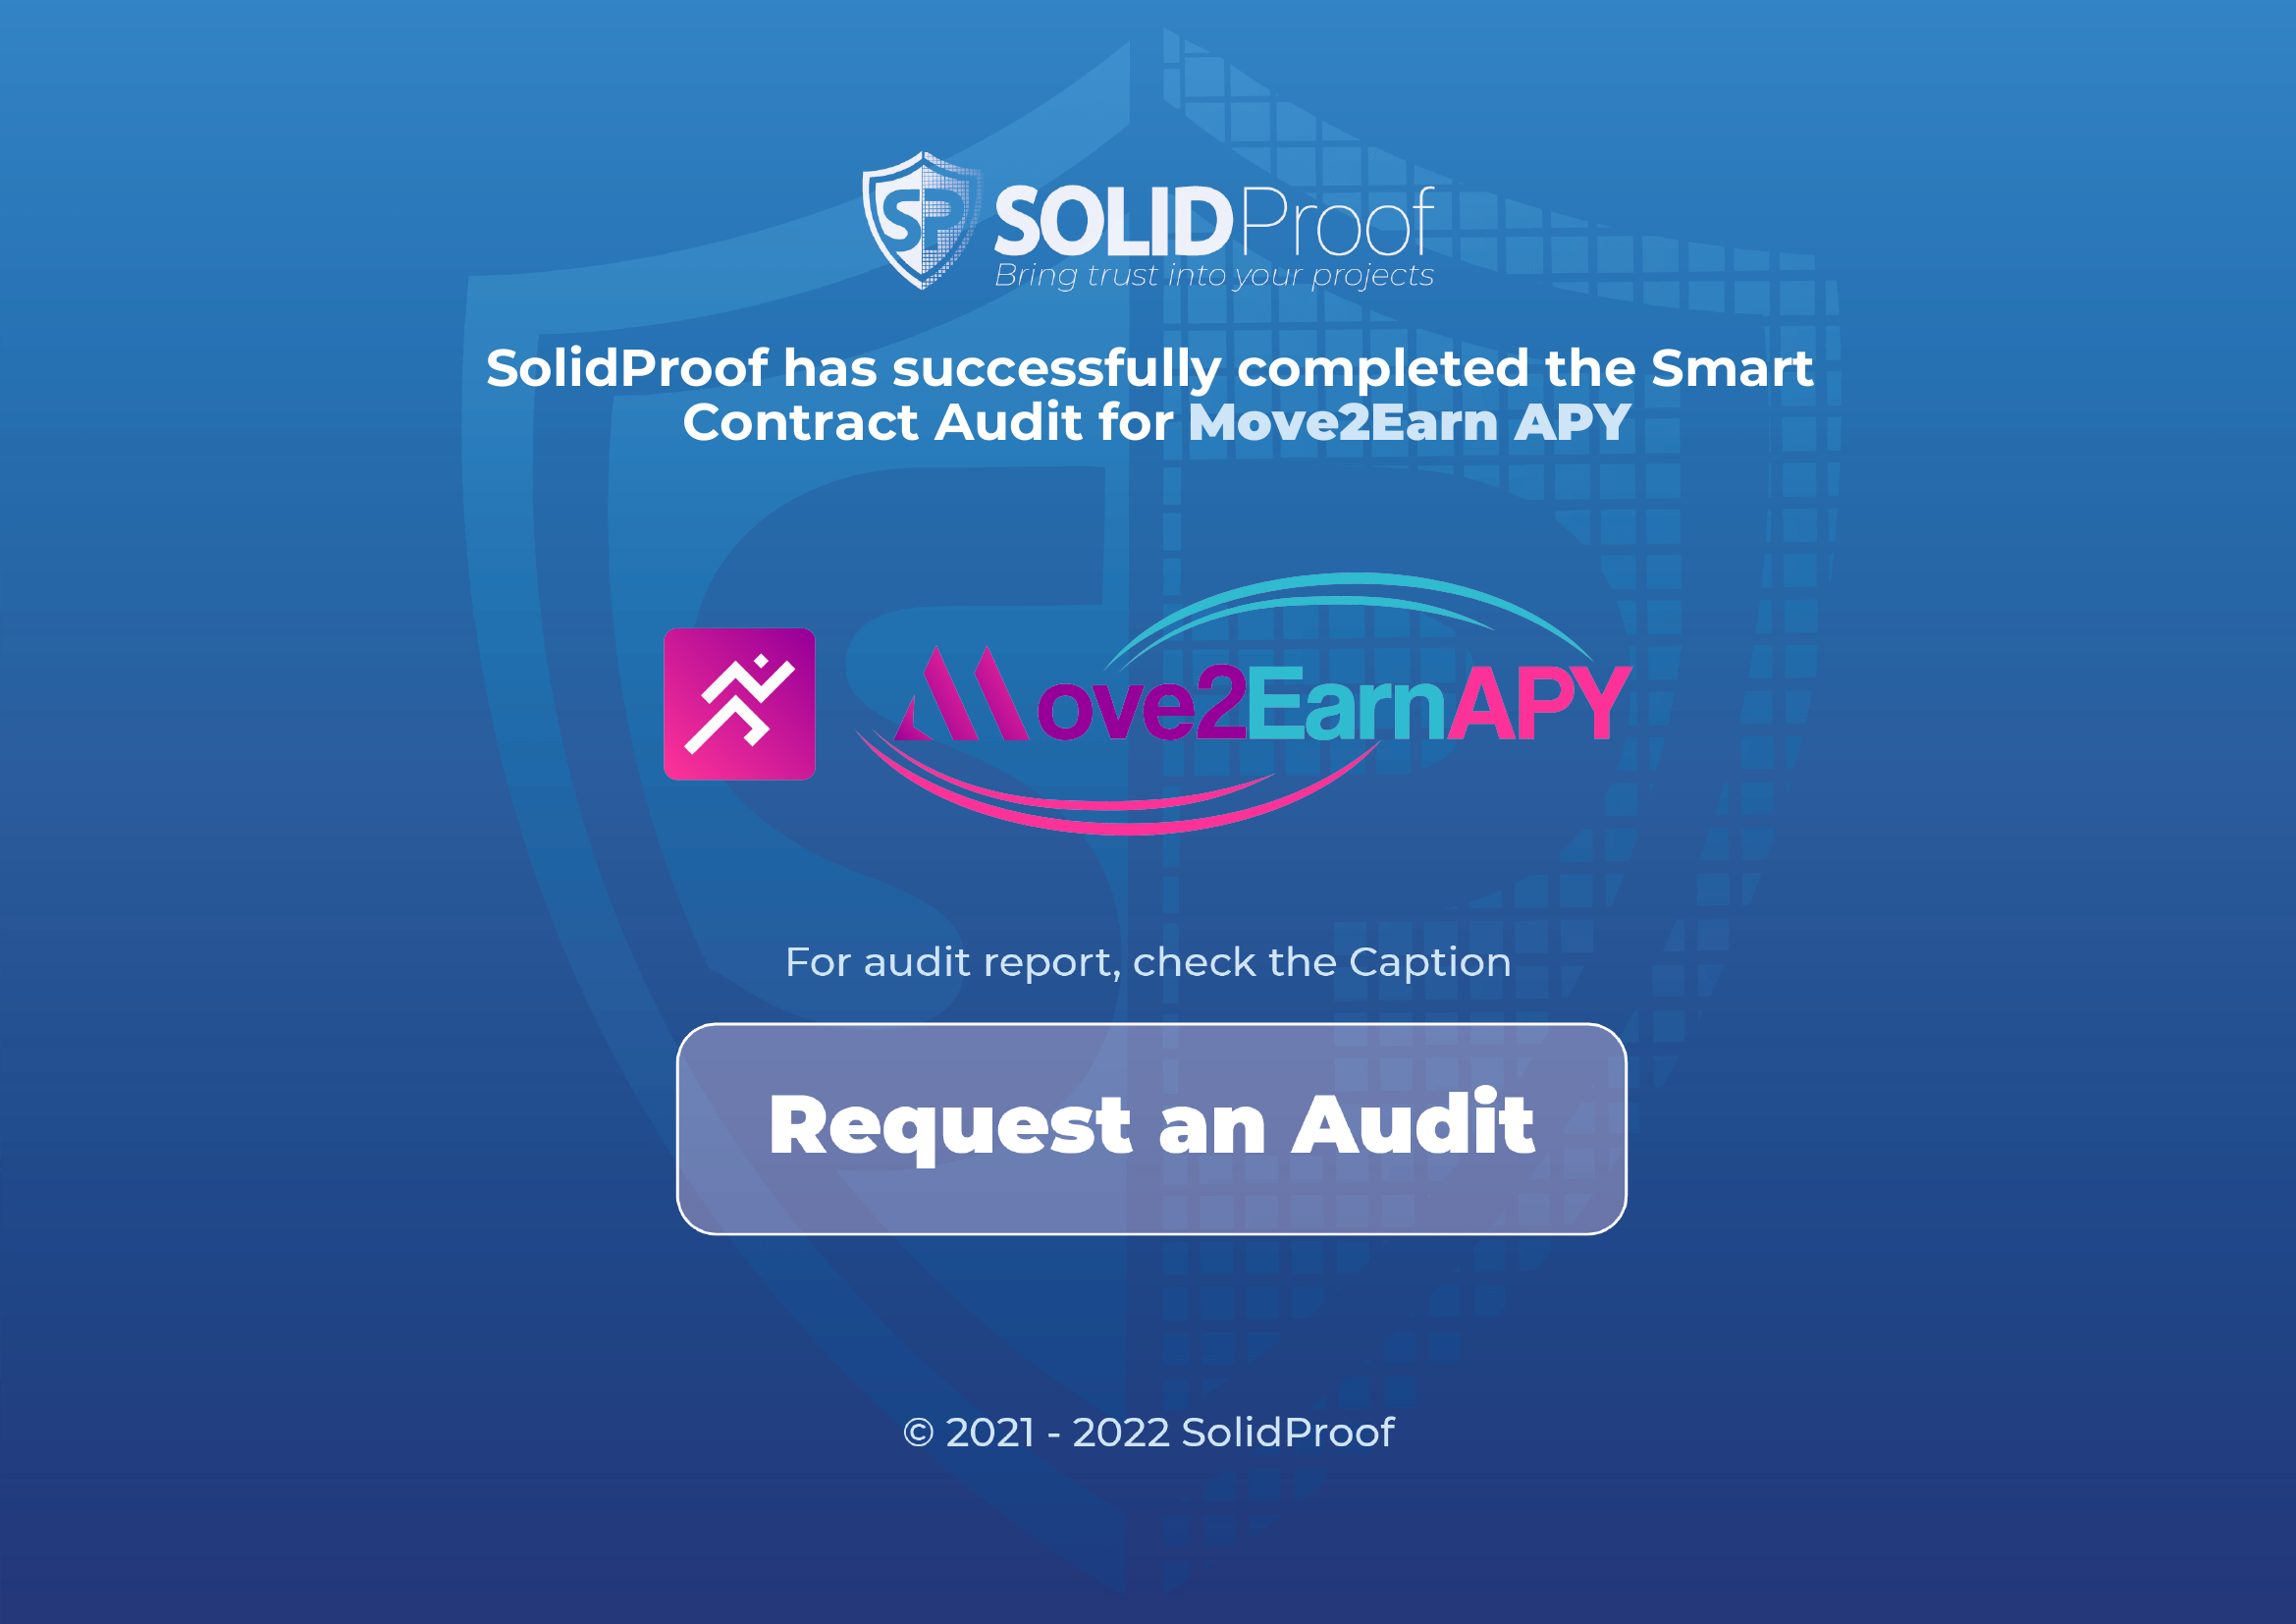 SP SOLIDProof
Bring trust into your projects
SolidProof has successfully completed the Smart
Contract Audit for Move2Earn APY
Move2EarnAPY
For audit report, check the Caption
Request an Audit
© 2021 - 2022 SolidProof